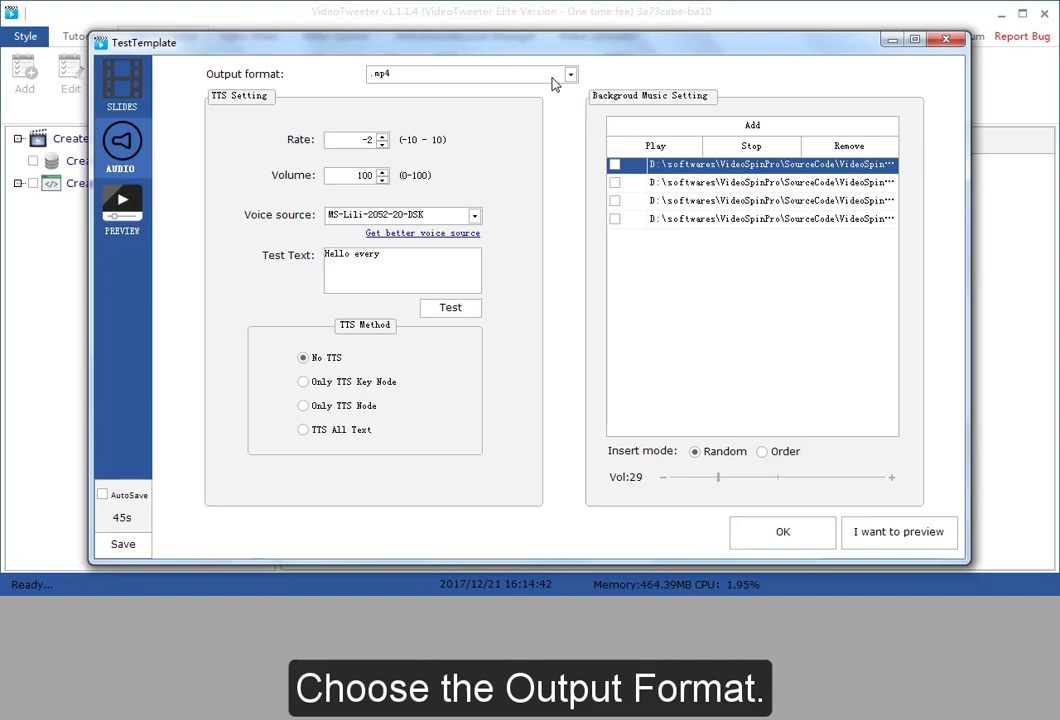 VideoTweeter v1.1.1.4 (VideoTweeter Elite Version - One time fee) 3a73cabe-ba10
Style
Tutor
Report Bug
Add
Edit
Create
Crea
Crea
TestTemplate
SLIDES
AUDIO
PREVIEW
AutoSave
45s
Save
Output format:
.mp4
TTS Setting
Rate:
-2
(-10 - 10)
Volume:
100
(0-100)
Voice source:
MS-Lili-2052-20-DSK
Get better voice source
Test Text:
Hello every
Test
TTS Method
No TTS
Only TTS Key Node
Only TTS Node
TTS All Text
Backgroud Music Setting
Add
Play
Stop
Remove
D:\softwares\VideoSpinPro\SourceCode\VideoSpin···
D:\softwares\VideoSpinPro\SourceCode\VideoSpin···
D:\softwares\VideoSpinPro\SourceCode\VideoSpin···
D:\softwares\VideoSpinPro\SourceCode\VideoSpin···
Insert mode:
Random
Order
Vol:29
OK
I want to preview
Ready...
2017/12/21 16:14:42
Memory:464.39MB CPU: 1.95%
Choose the Output Format.